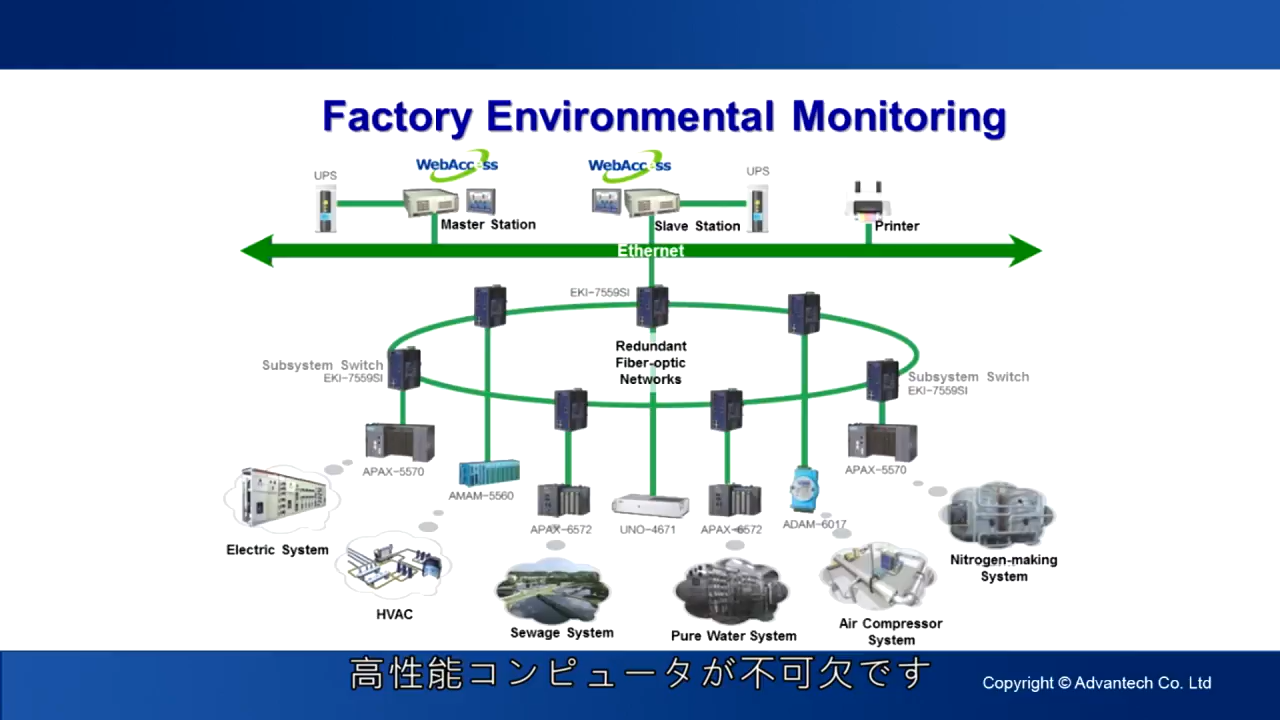 Factory Environmental Monitoring
WebAccess
WebAccess
UPS
UPS
Master Station
Slave Station
Printer
Ethernet
EKI-7559SI
Redundant
Fiber-optic
Networks
Subsystem Switch
EKI-7559SI
Subsystem Switch
EKI-7559SI
APAX-5570
APAX-5570
AMAM-5560
APAX-6572
UNO-4671
APAX-6572
ADAM-6017
Electric System
HVAC
Sewage System
Pure Water System
Air Compressor
System
Nitrogen-making
System
高性能コンピュータが不可欠です
Copyright © Advantech Co. Ltd